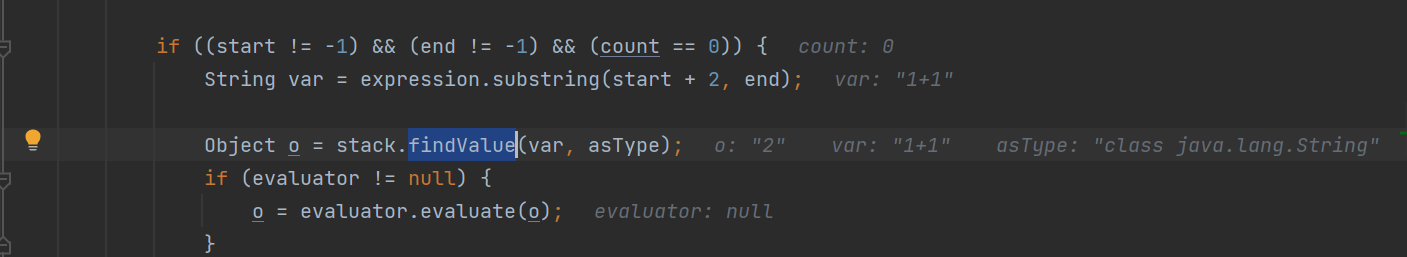 if ((start != -1) && (end != -1) && (count == 0)) {  count: 0
String var = expression.substring(start + 2, end);  var: "1+1"
Object o = stack.findValue(var, asType);  o: "2"  var: "1+1"  asType: "class java.lang.String"
if (evaluator != null) {
o = evaluator.evaluate(o);  evaluator: null
}